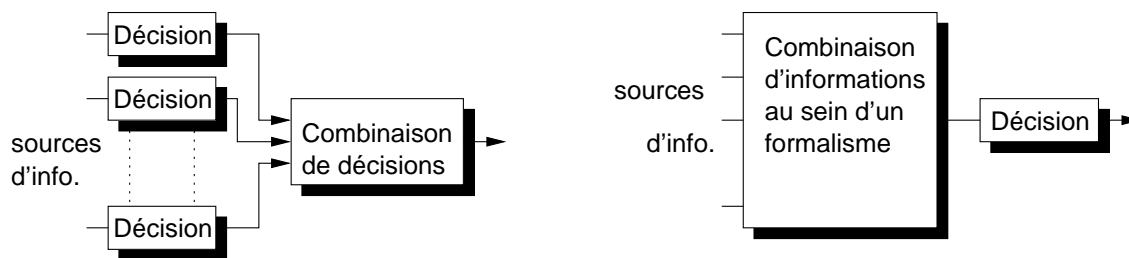 Décision
Décision
sources
d’info.
Décision
Combinaison
de décisions
sources
d’info.
Combinaison
d’informations
au sein d’un
formalisme
Décision